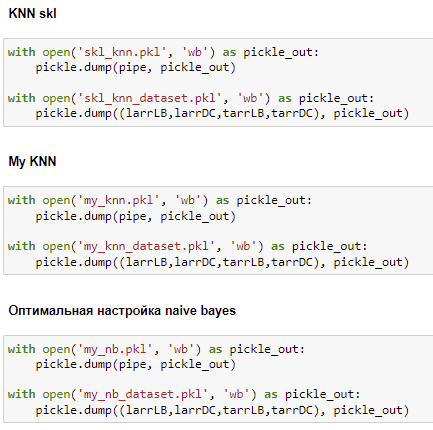 KNN skl
with open('skl_knn.pkl', 'wb') as pickle_out:
    pickle.dump(pipe, pickle_out)
with open('skl_knn_dataset.pkl', 'wb') as pickle_out:
    pickle.dump((larrLB,larrDC,tarrLB,tarrDC), pickle_out)
My KNN
with open('my_knn.pkl', 'wb') as pickle_out:
    pickle.dump(pipe, pickle_out)
with open('my_knn_dataset.pkl', 'wb') as pickle_out:
    pickle.dump((larrLB,larrDC,tarrLB,tarrDC), pickle_out)
Оптимальная настройка naive bayes
with open('my_nb.pkl', 'wb') as pickle_out:
    pickle.dump(pipe, pickle_out)
with open('my_nb_dataset.pkl', 'wb') as pickle_out:
    pickle.dump((larrLB,larrDC,tarrLB,tarrDC), pickle_out)